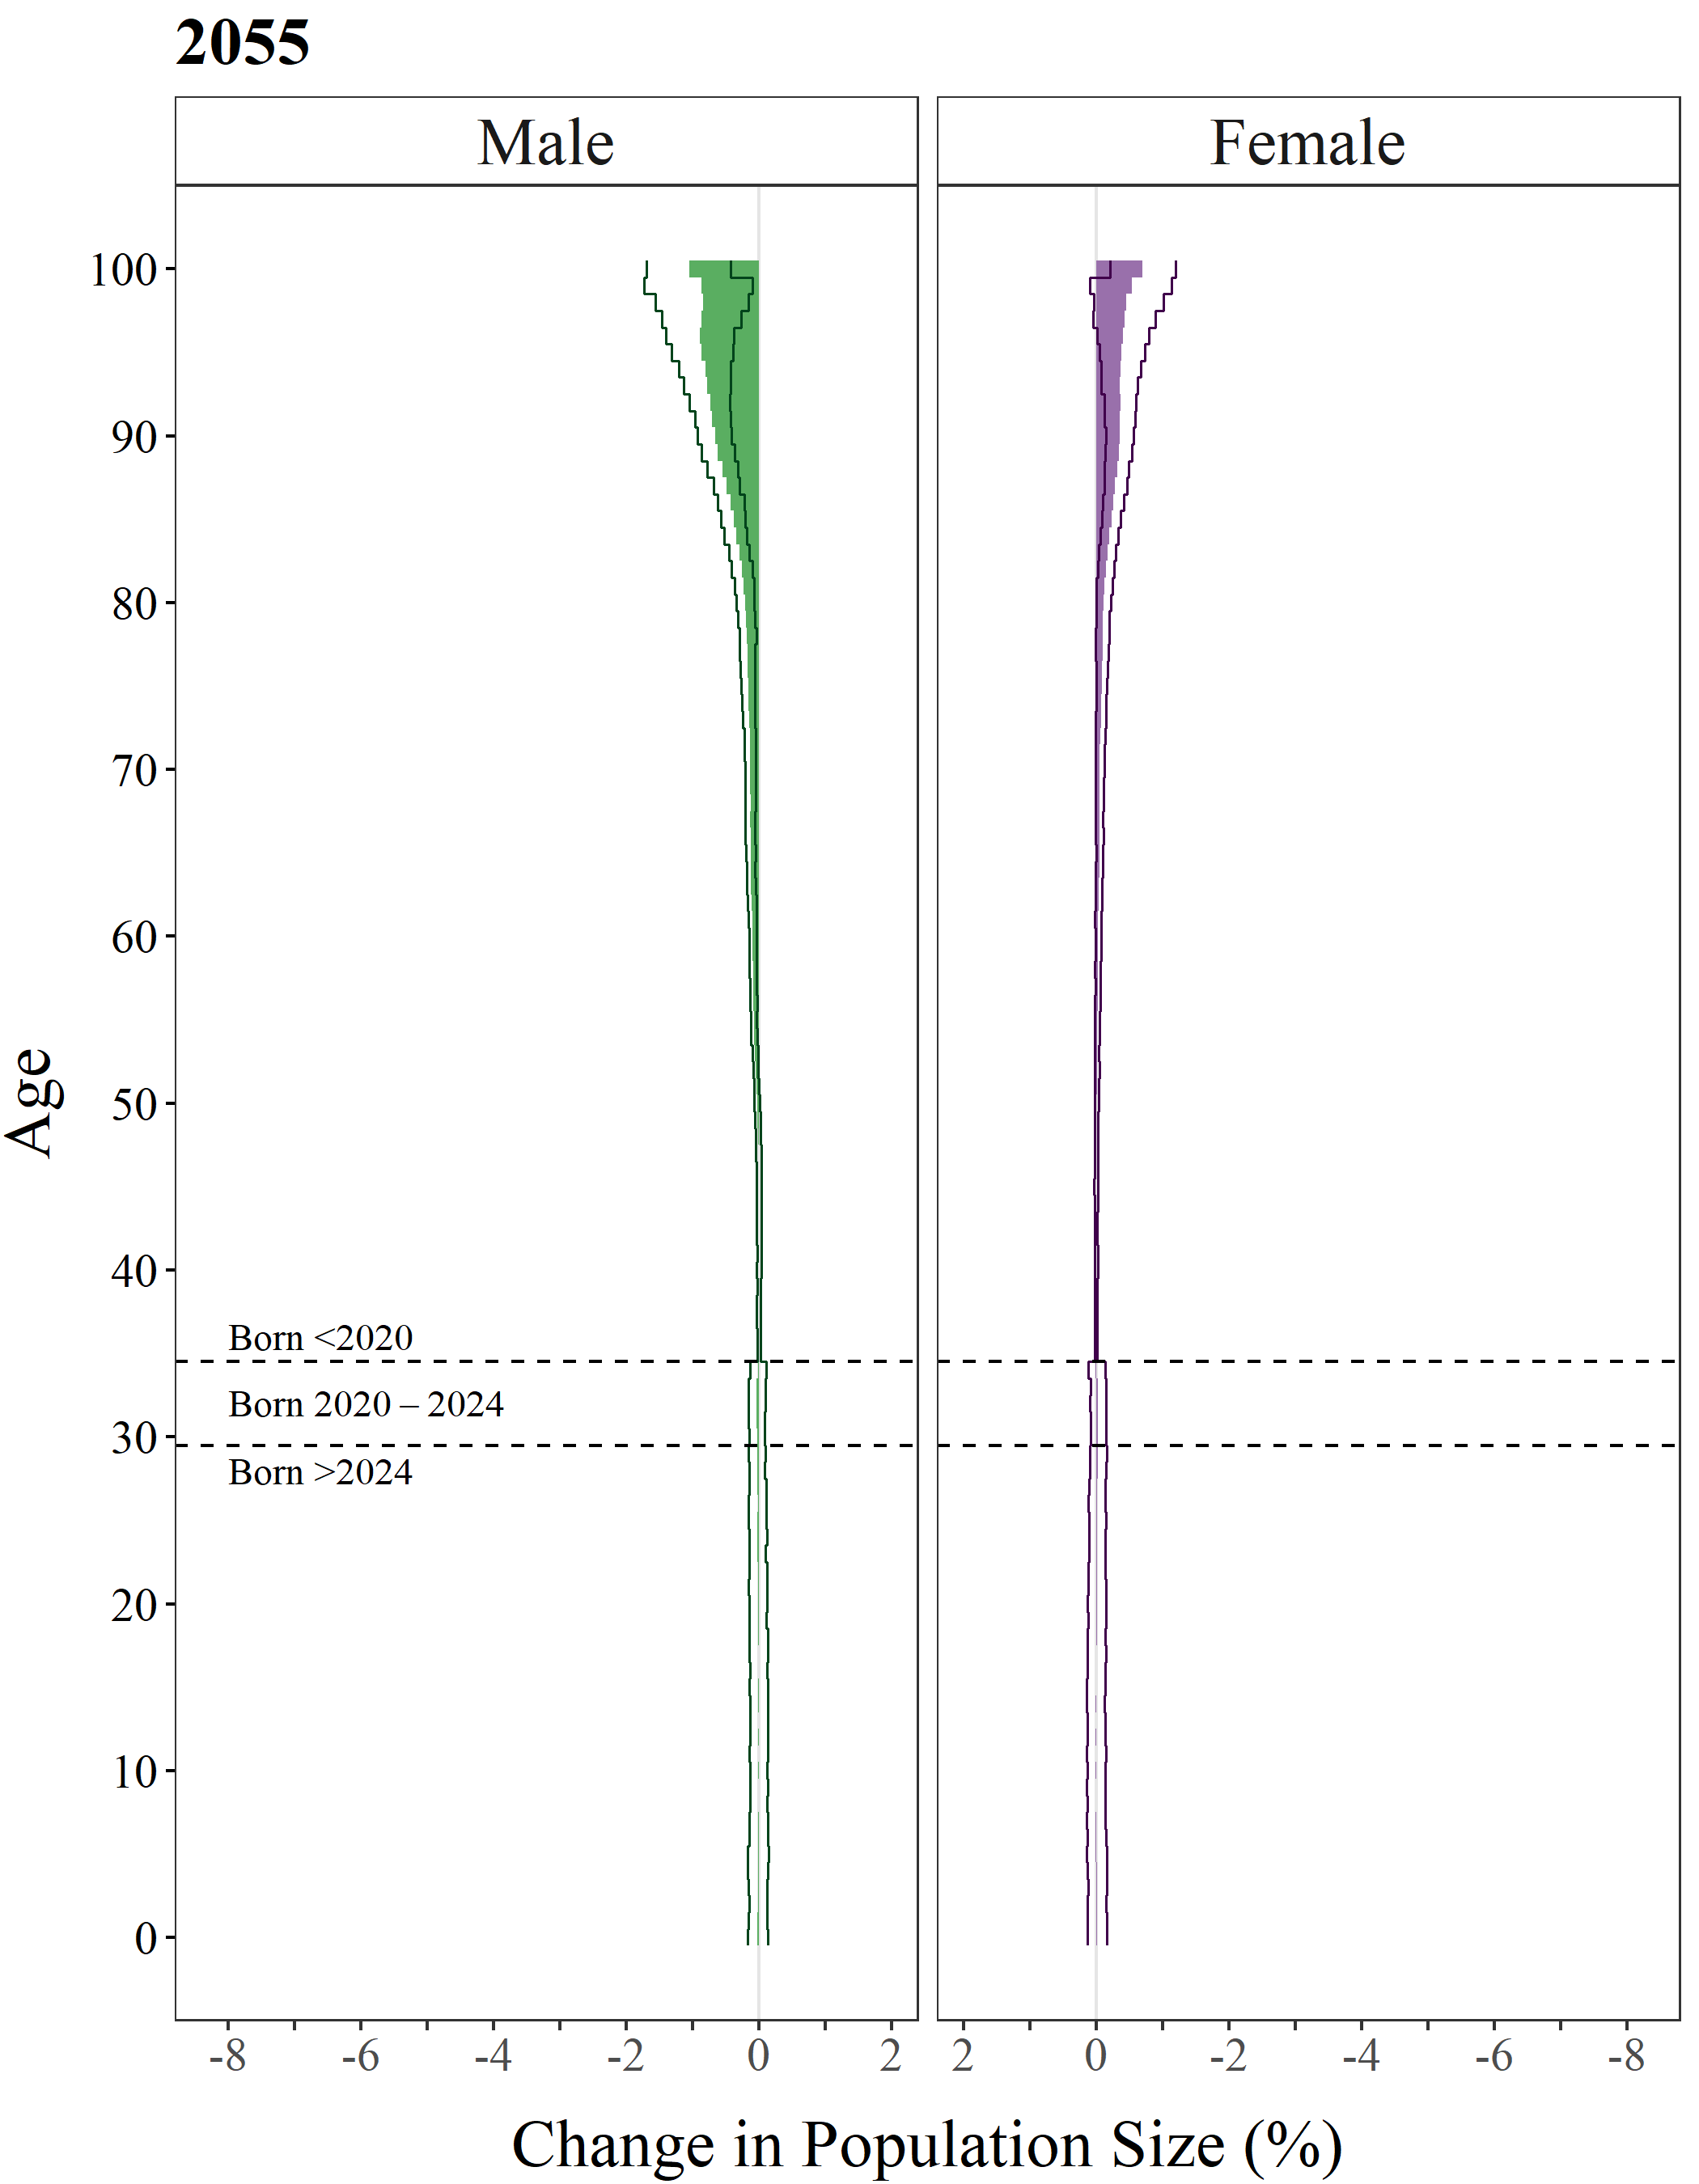 2055
Male Female
100
90
80
70
60
50
40
30
20
10
0
Age
Born <2020
Born 2020 – 2024
Born >2024
-8 -6 -4 -2 0 2 2 0 -2 -4 -6 -8
Change in Population Size (%)